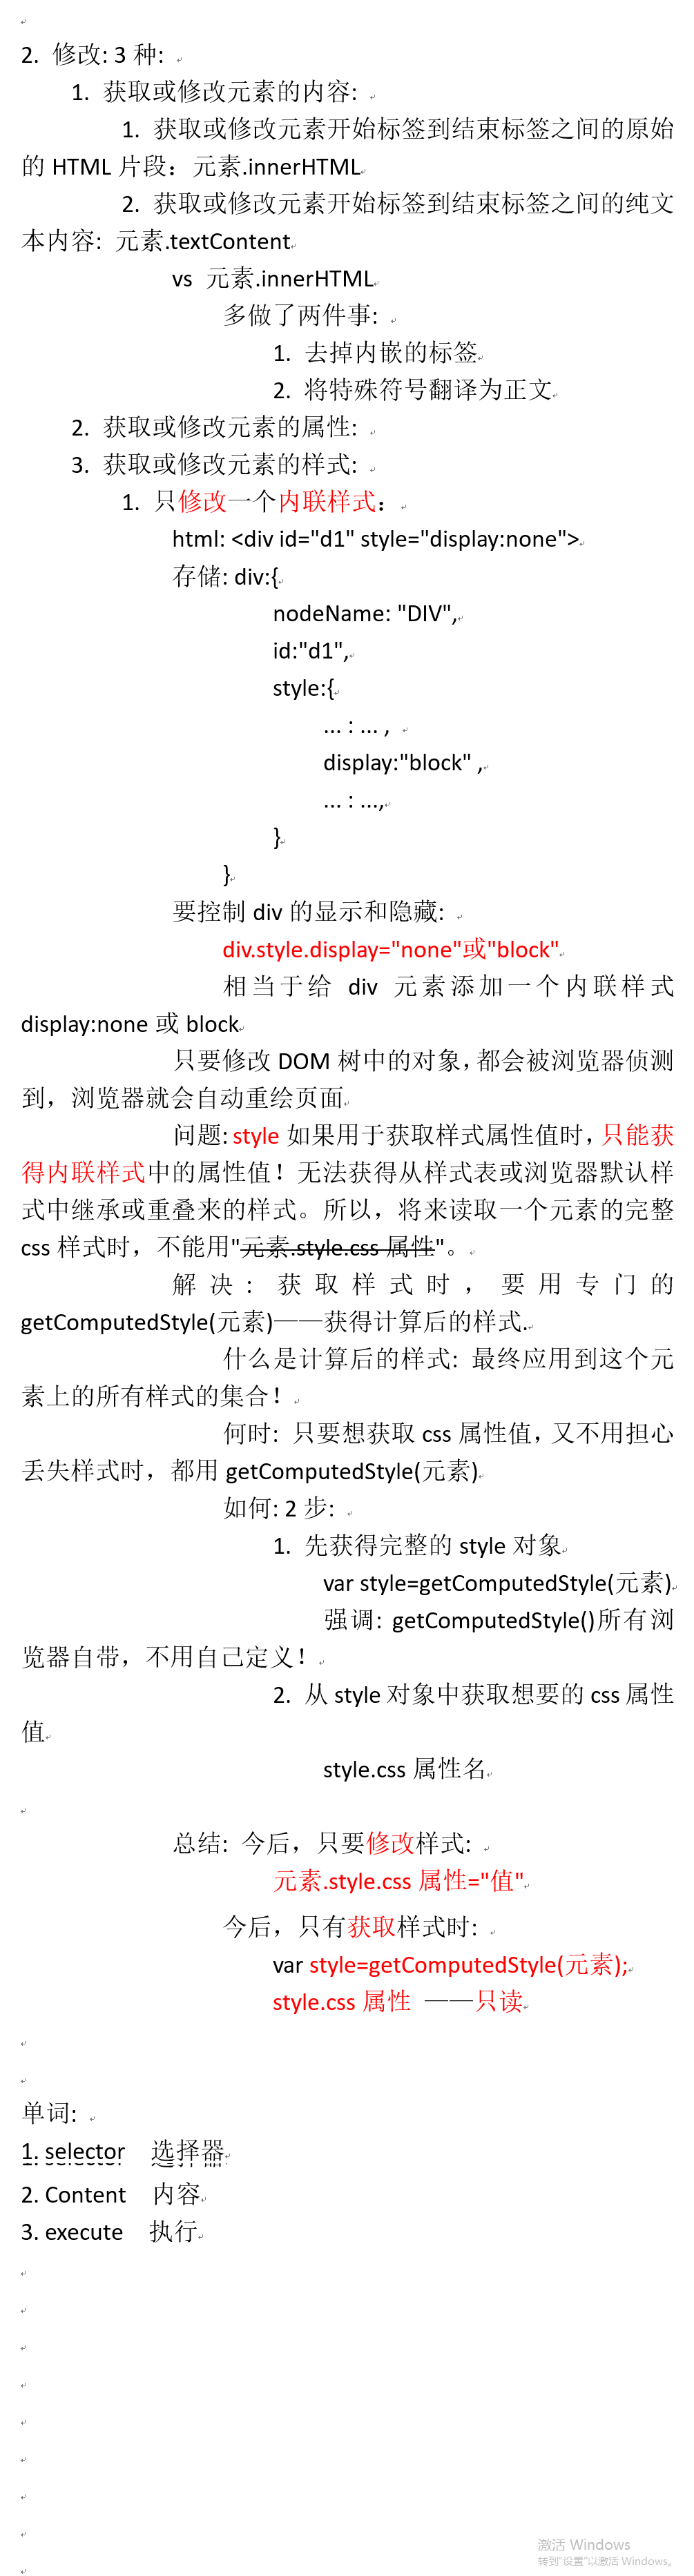 2. 修改: 3 种:
1. 获取或修改元素的内容:
1. 获取或修改元素开始标签到结束标签之间的原始
的 HTML 片段：元素.innerHTML
2. 获取或修改元素开始标签到结束标签之间的纯文
本内容: 元素.textContent
vs 元素.innerHTML
多做了两件事:
1. 去掉内嵌的标签
2. 将特殊符号翻译为正文
2. 获取或修改元素的属性:
3. 获取或修改元素的样式:
1. 只修改一个内联样式：
html: <div id="d1" style="display:none">
存储: div:{
nodeName: "DIV",
id:"d1",
style:{
... : ... ,
display:"block" ,
... : ...,
}
}
要控制 div 的显示和隐藏:
div.style.display="none"或"block"
相当于给 div 元素添加一个内联样式
display:none 或 block
只要修改 DOM 树中的对象，都会被浏览器侦测
到，浏览器就会自动重绘页面
问题: style 如果用于获取样式属性值时，只能获
得内联样式中的属性值！无法获得从样式表或浏览器默认样
式中继承或重叠来的样式。所以，将来读取一个元素的完整
css 样式时，不能用"元素.style.css 属性"。
解决: 获取样式时，要用专门的
getComputedStyle(元素)——获得计算后的样式.
什么是计算后的样式: 最终应用到这个元
素上的所有样式的集合！
何时: 只要想获取 css 属性值，又不用担心
丢失样式时，都用 getComputedStyle(元素)
如何: 2 步:
1. 先获得完整的 style 对象
var style=getComputedStyle(元素)
强调: getComputedStyle()所有浏
览器自带，不用自己定义！
2. 从 style 对象中获取想要的 css 属性
值
style.css 属性名
总结: 今后，只要修改样式:
元素.style.css 属性="值"
今后，只有获取样式时:
var style=getComputedStyle(元素);
style.css 属性 ——只读
单词:
1. selector 选择器
2. Content 内容
3. execute 执行
激活 Windows
转到"设置"以激活 Windows。